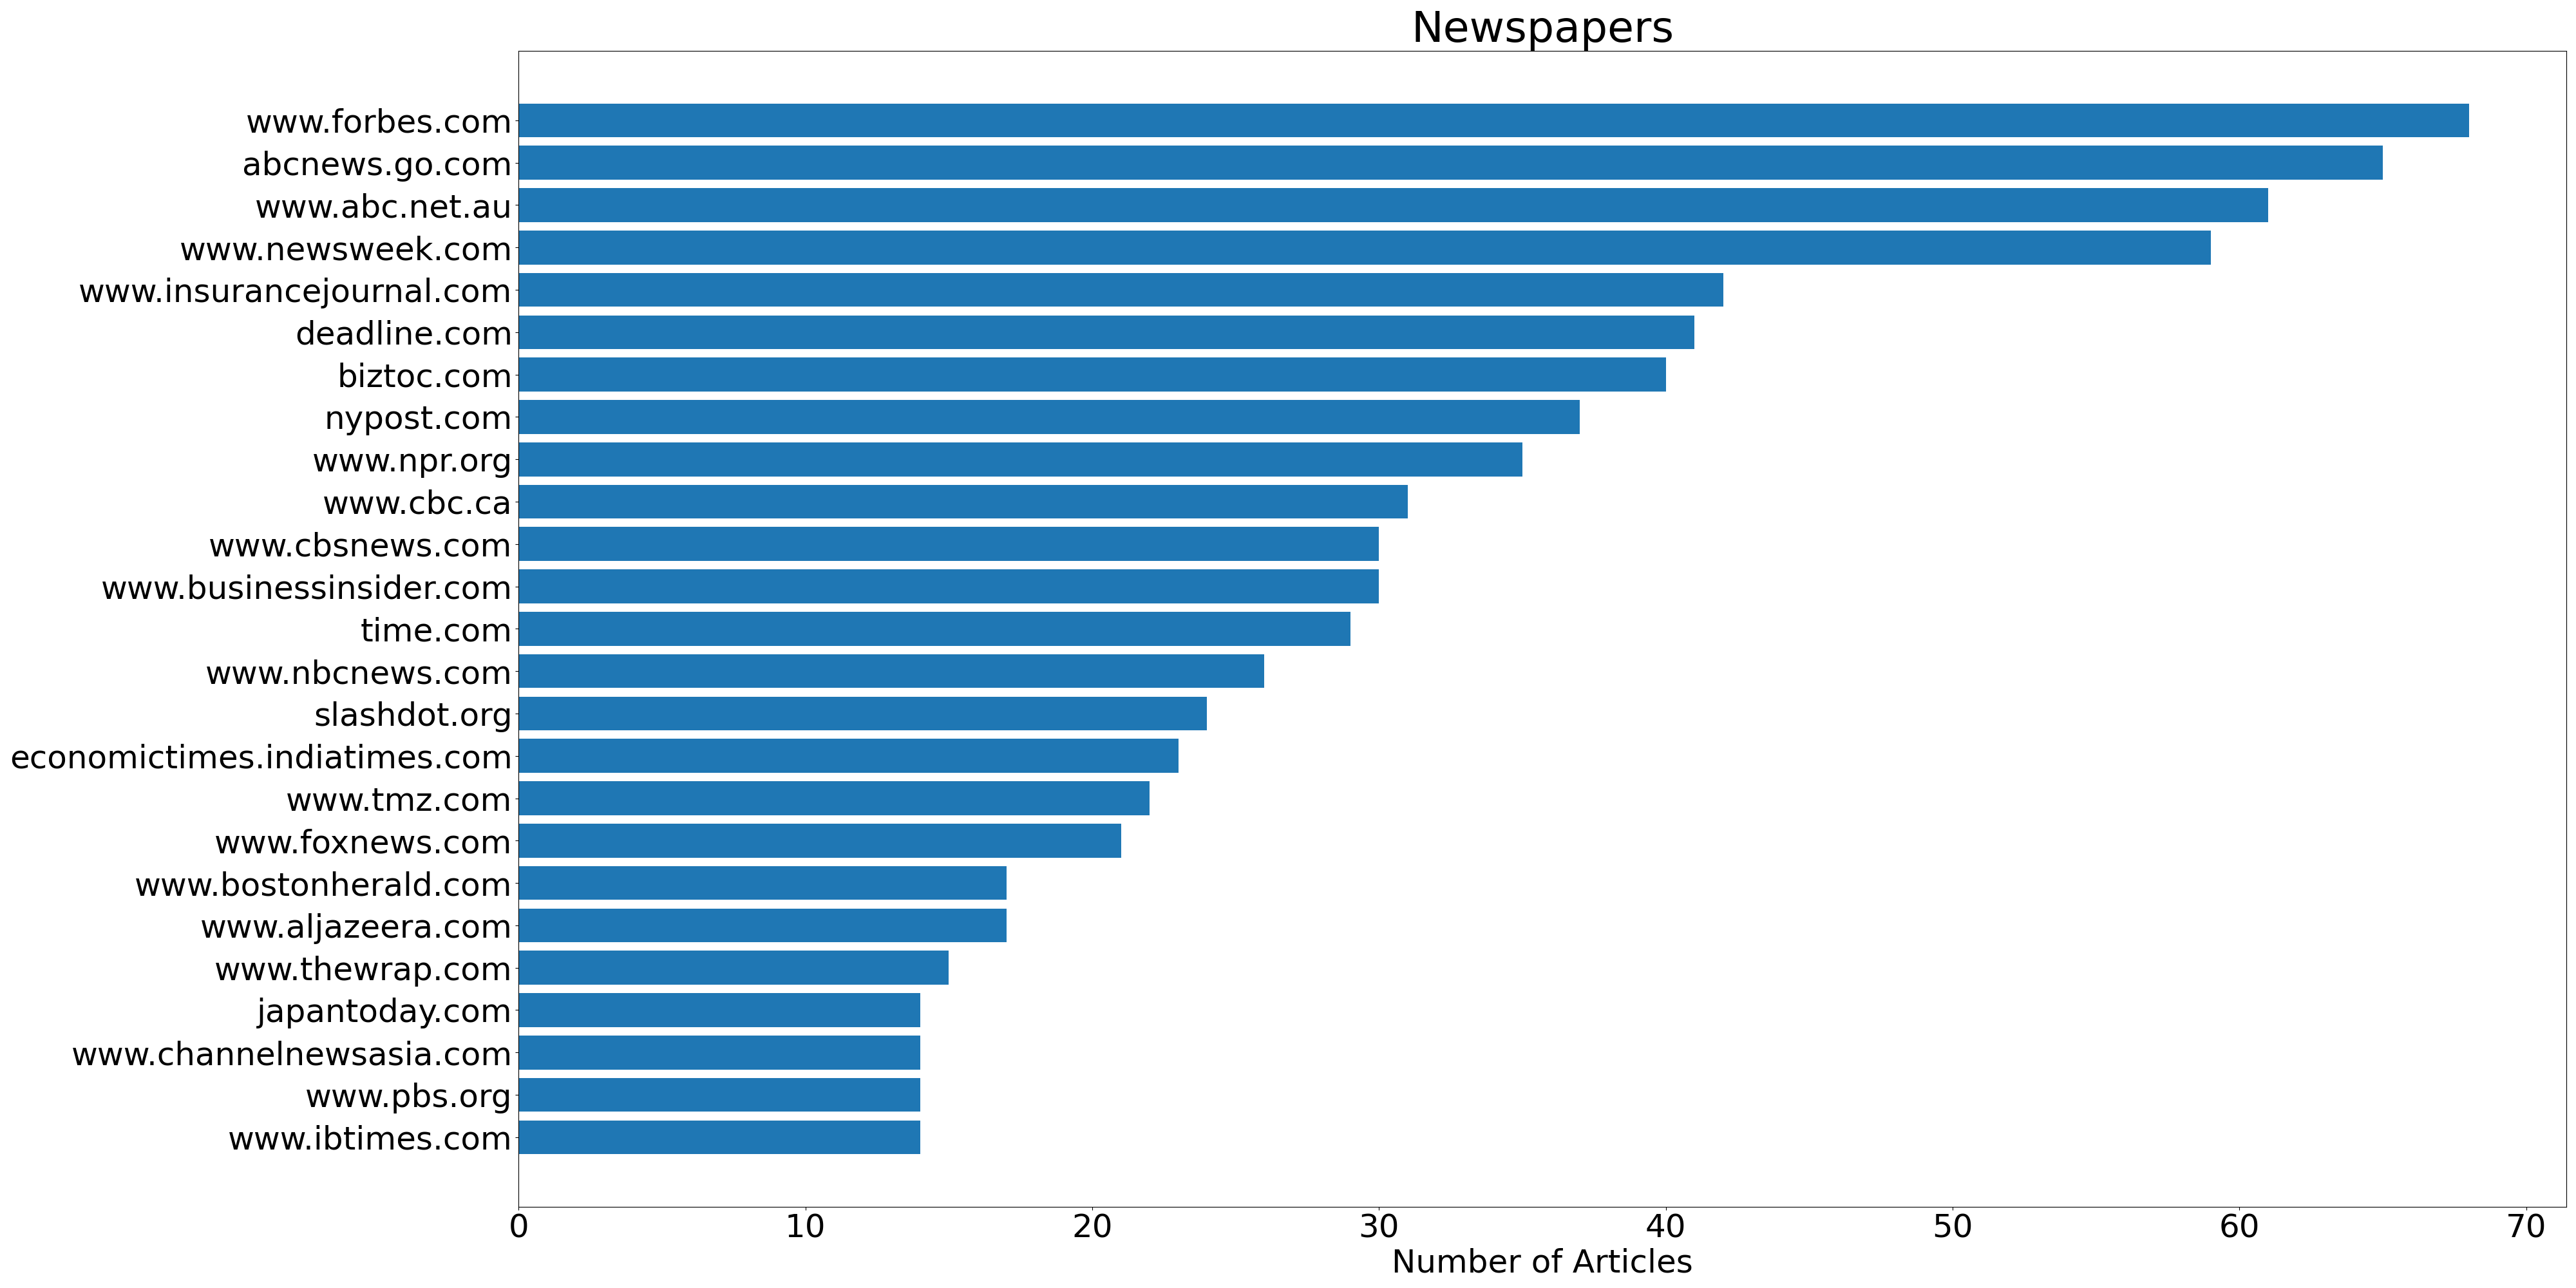 Newspapers
www.forbes.com
abcnews.go.com
www.abc.net.au
www.newsweek.com
www.insurancejournal.com
deadline.com
biztoc.com
nypost.com
www.npr.org
www.cbc.ca
www.cbsnews.com
www.businessinsider.com
time.com
www.nbcnews.com
slashdot.org
economictimes.indiatimes.com
www.tmz.com
www.foxnews.com
www.bostonherald.com
www.aljazeera.com
www.thewrap.com
japantoday.com
www.channelnewsasia.com
www.pbs.org
www.ibtimes.com
0 10 20 30 40 50 60 70
Number of Articles